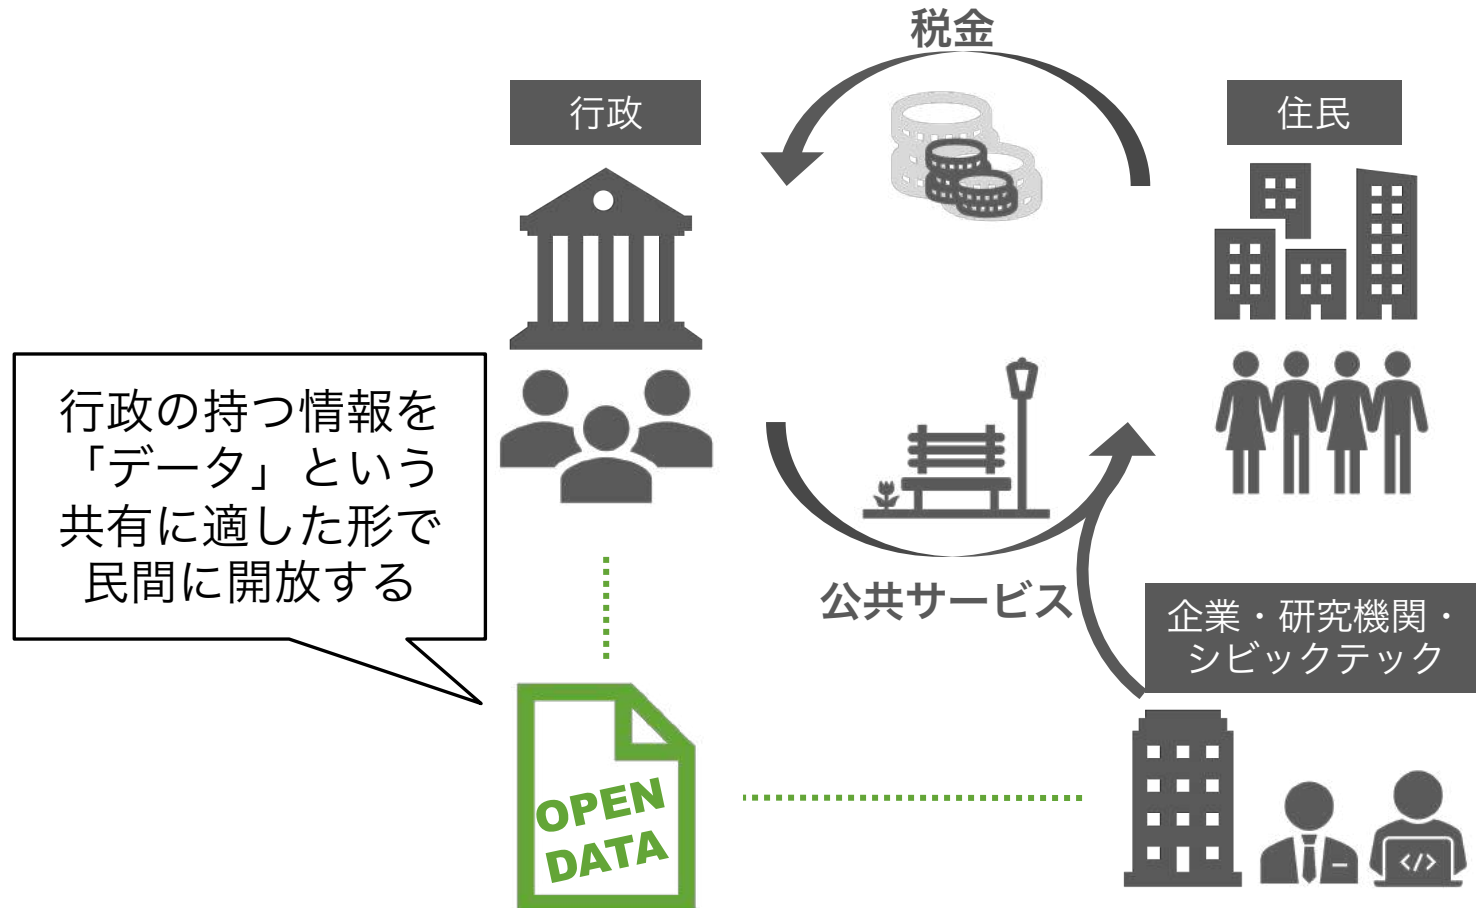 税金
行政
住民
行政の持つ情報を
「データ」という
共有に適した形で
民間に開放する
公共サービス
企業・研究機関・
シビックテック
OPEN
DATA
</>